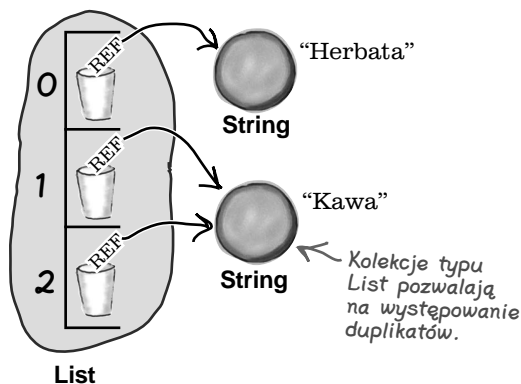 REF
“Herbata”
0
String
REF
1
“Kawa”
REF
2
String
Kolekcje typu
List pozwalają
na występowanie
duplikatów.
List